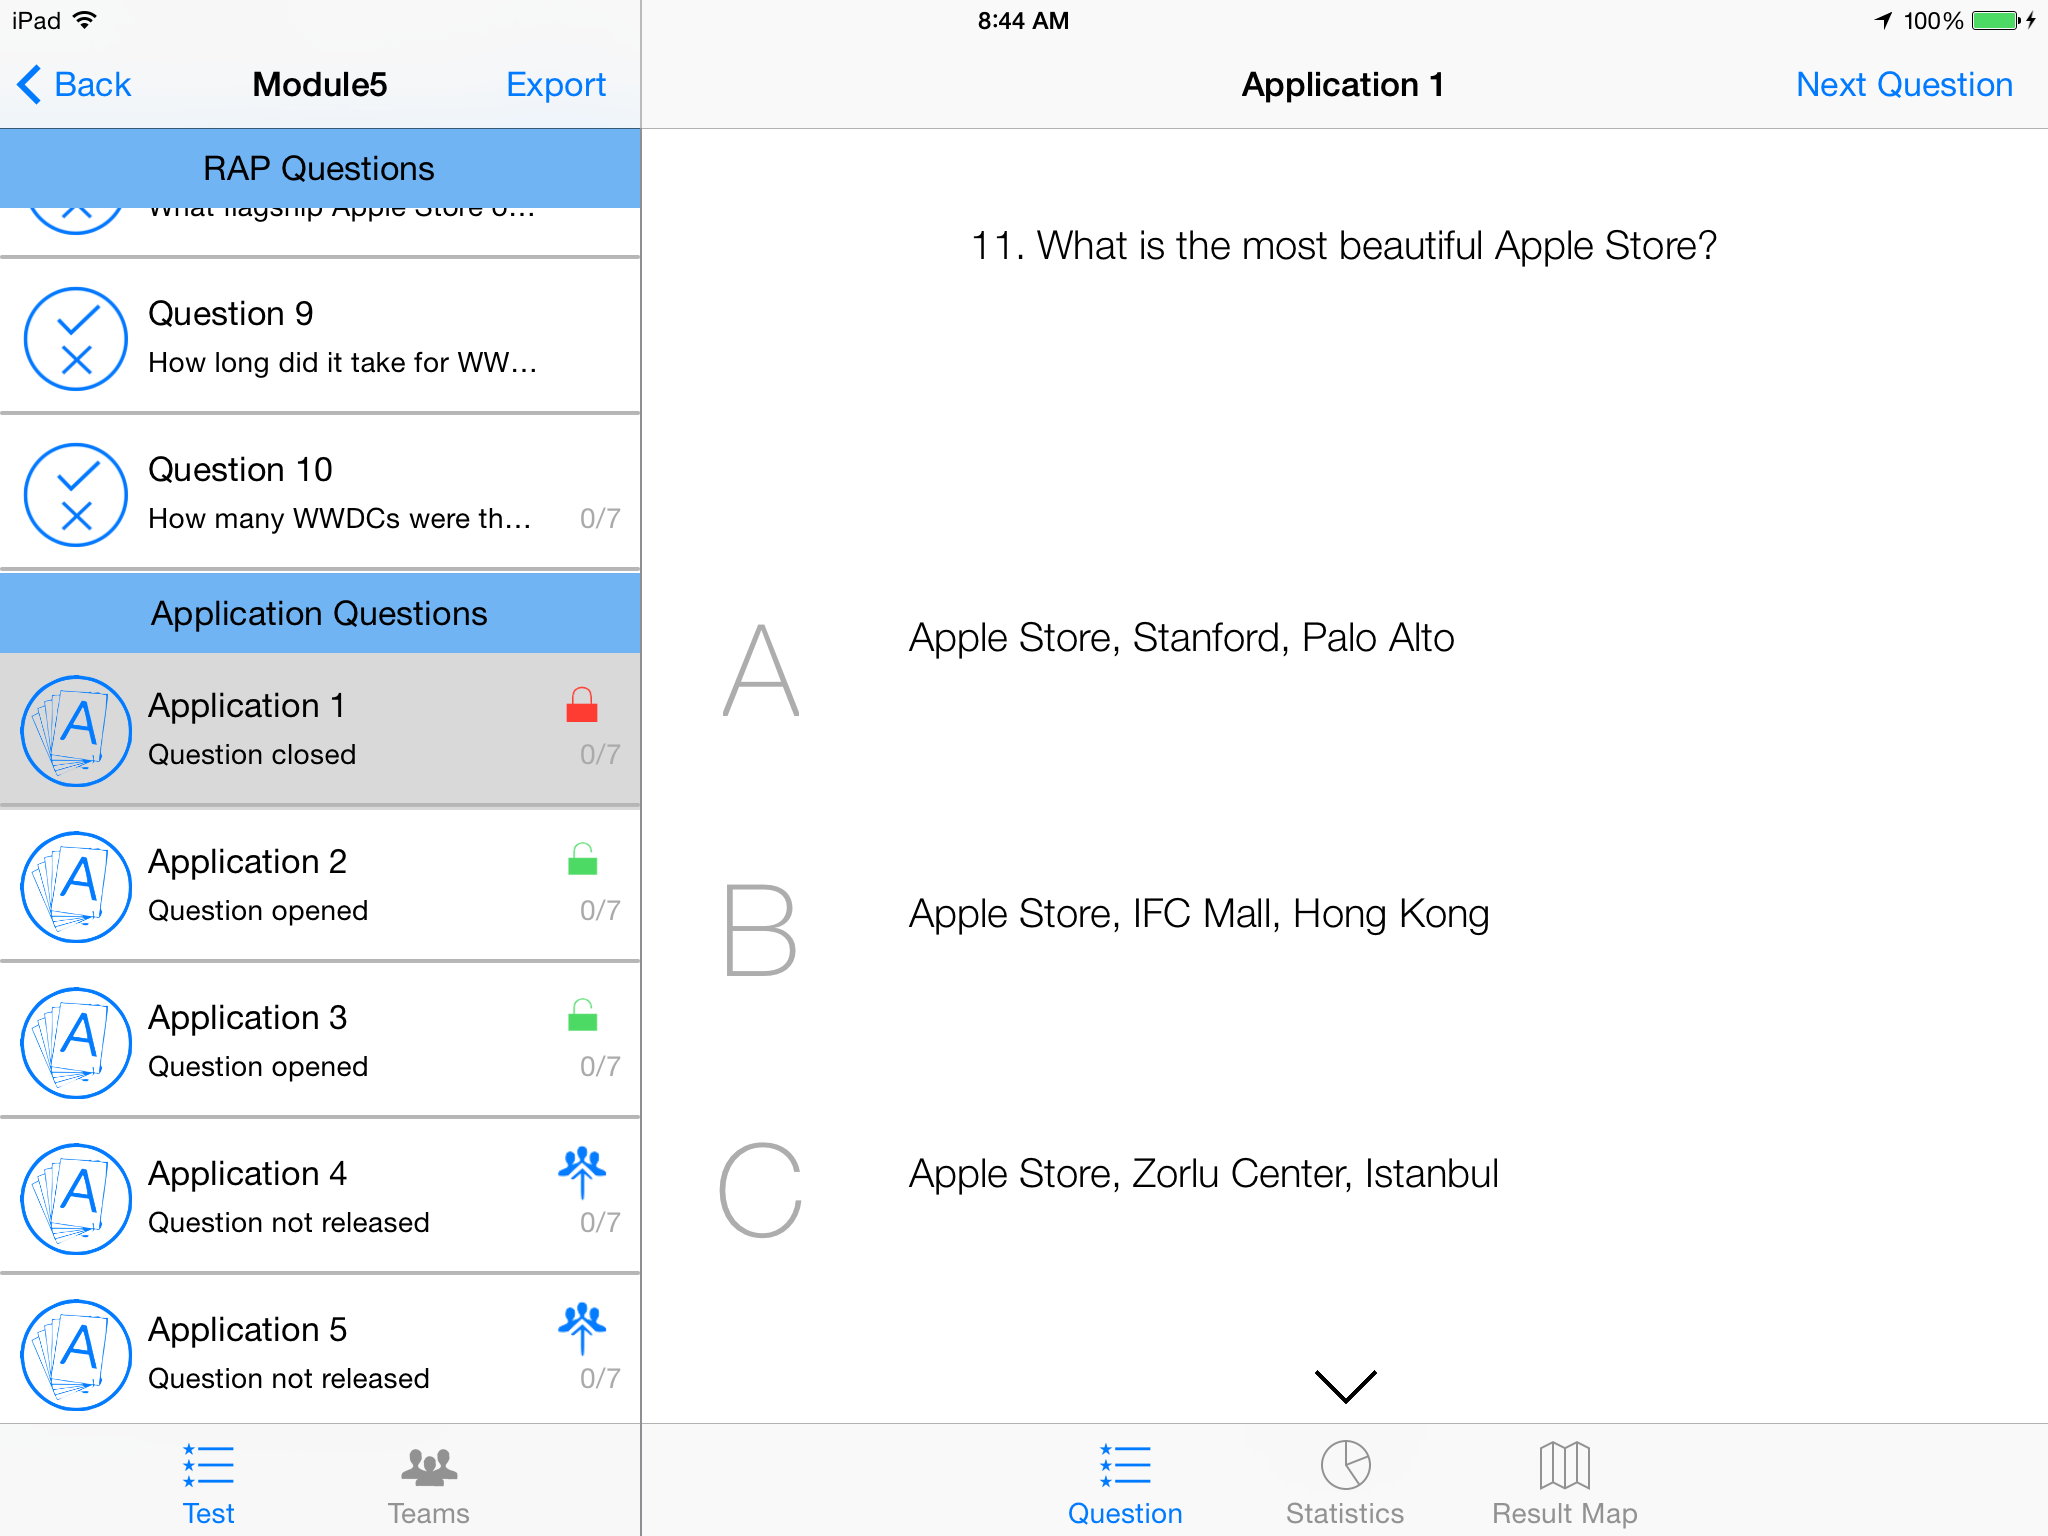 iPad
8:44 AM
100%
Back
Module5
Export
Application 1
Next Question
RAP Questions
What flagship Apple Store o...
Question 9
How long did it take for WW...
Question 10
How many WWDCs were th...
0/7
Application Questions
Application 1
Question closed
0/7
Application 2
Question opened
0/7
Application 3
Question opened
0/7
Application 4
Question not released
0/7
Application 5
Question not released
0/7
Test
Teams
11. What is the most beautiful Apple Store?
A
Apple Store, Stanford, Palo Alto
B
Apple Store, IFC Mall, Hong Kong
C
Apple Store, Zorlu Center, Istanbul
Question
Statistics
Result Map